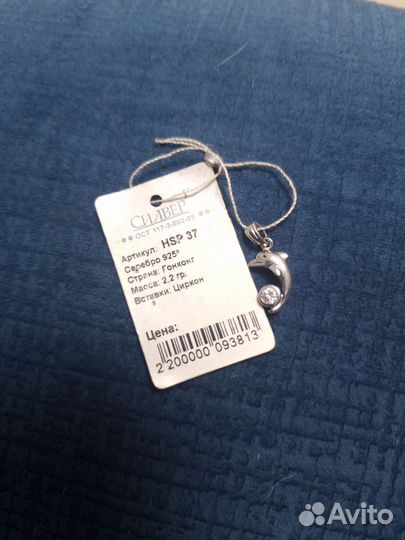 СИЛВЕР
ОСТ 117-3-002-95
Артикул: HSP 37
Серебро 925°
Страна: Гонконг
Масса: 2.2 гр.
Вставки: Циркон
Цена:
2 200000 093813
Avito